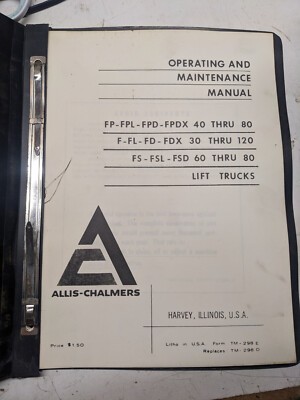 OPERATING AND
MAINTENANCE
MANUAL
FP-FPL-FPD-FPDX 40 THRU 80
F-FL-FD-FDX 30 THRU 120
FS-FSL-FSD 60 THRU 80
LIFT TRUCKS
ALLIS-CHALMERS
HARVEY, ILLINOIS, U.S.A.
Price $1.50
Litho in U.S.A. Form TM-298 E
Replaces TM-298 D